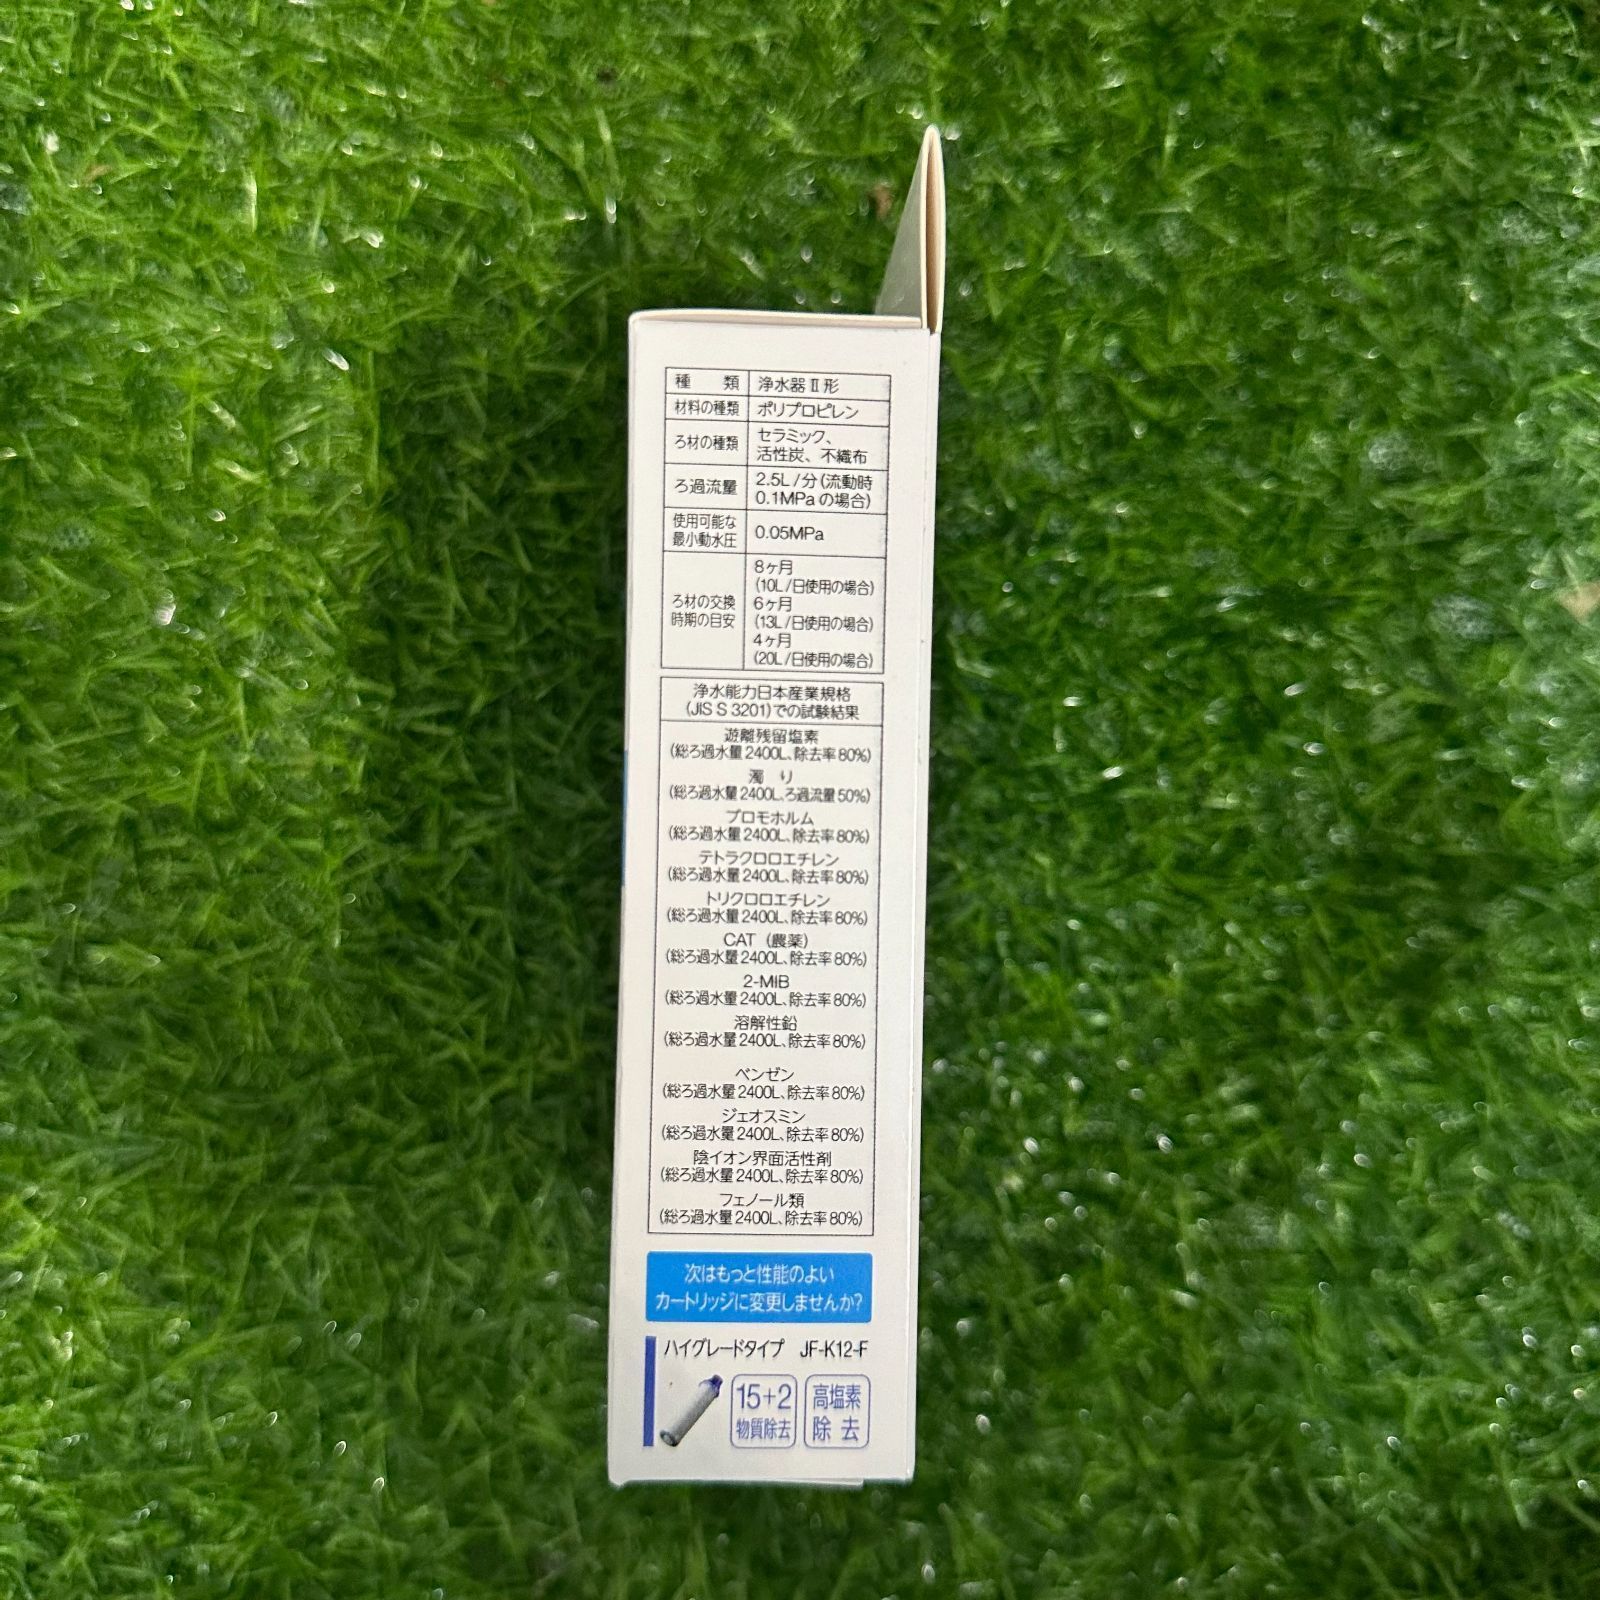 種　類　浄水器Ⅱ形
材料の種類　ポリプロピレン
ろ材の種類　セラミック、
活性炭、不織布
ろ過流量　2.5L/分(流動時
0.1MPaの場合)
使用可能な
最小動水圧　0.05MPa
ろ材の交換
時期の目安
8ヶ月
(10L/日使用の場合)
6ヶ月
(13L/日使用の場合)
4ヶ月
(20L/日使用の場合)
浄水能力日本産業規格
(JIS S 3201)での試験結果
遊離残留塩素
(総ろ過水量2400L、除去率80%)
濁　り
(総ろ過水量2400L、ろ過流量50%)
ブロモホルム
(総ろ過水量2400L、除去率80%)
テトラクロロエチレン
(総ろ過水量2400L、除去率80%)
トリクロロエチレン
(総ろ過水量2400L、除去率80%)
CAT（農薬）
(総ろ過水量2400L、除去率80%)
2-MIB
(総ろ過水量2400L、除去率80%)
溶解性鉛
(総ろ過水量2400L、除去率80%)
ベンゼン
(総ろ過水量2400L、除去率80%)
ジェオスミン
(総ろ過水量2400L、除去率80%)
陰イオン界面活性剤
(総ろ過水量2400L、除去率80%)
フェノール類
(総ろ過水量2400L、除去率80%)
次はもっと性能のよい
カートリッジに変更しませんか?
ハイグレードタイプ　JF-K12-F
15+2
物質除去
高塩素
除去